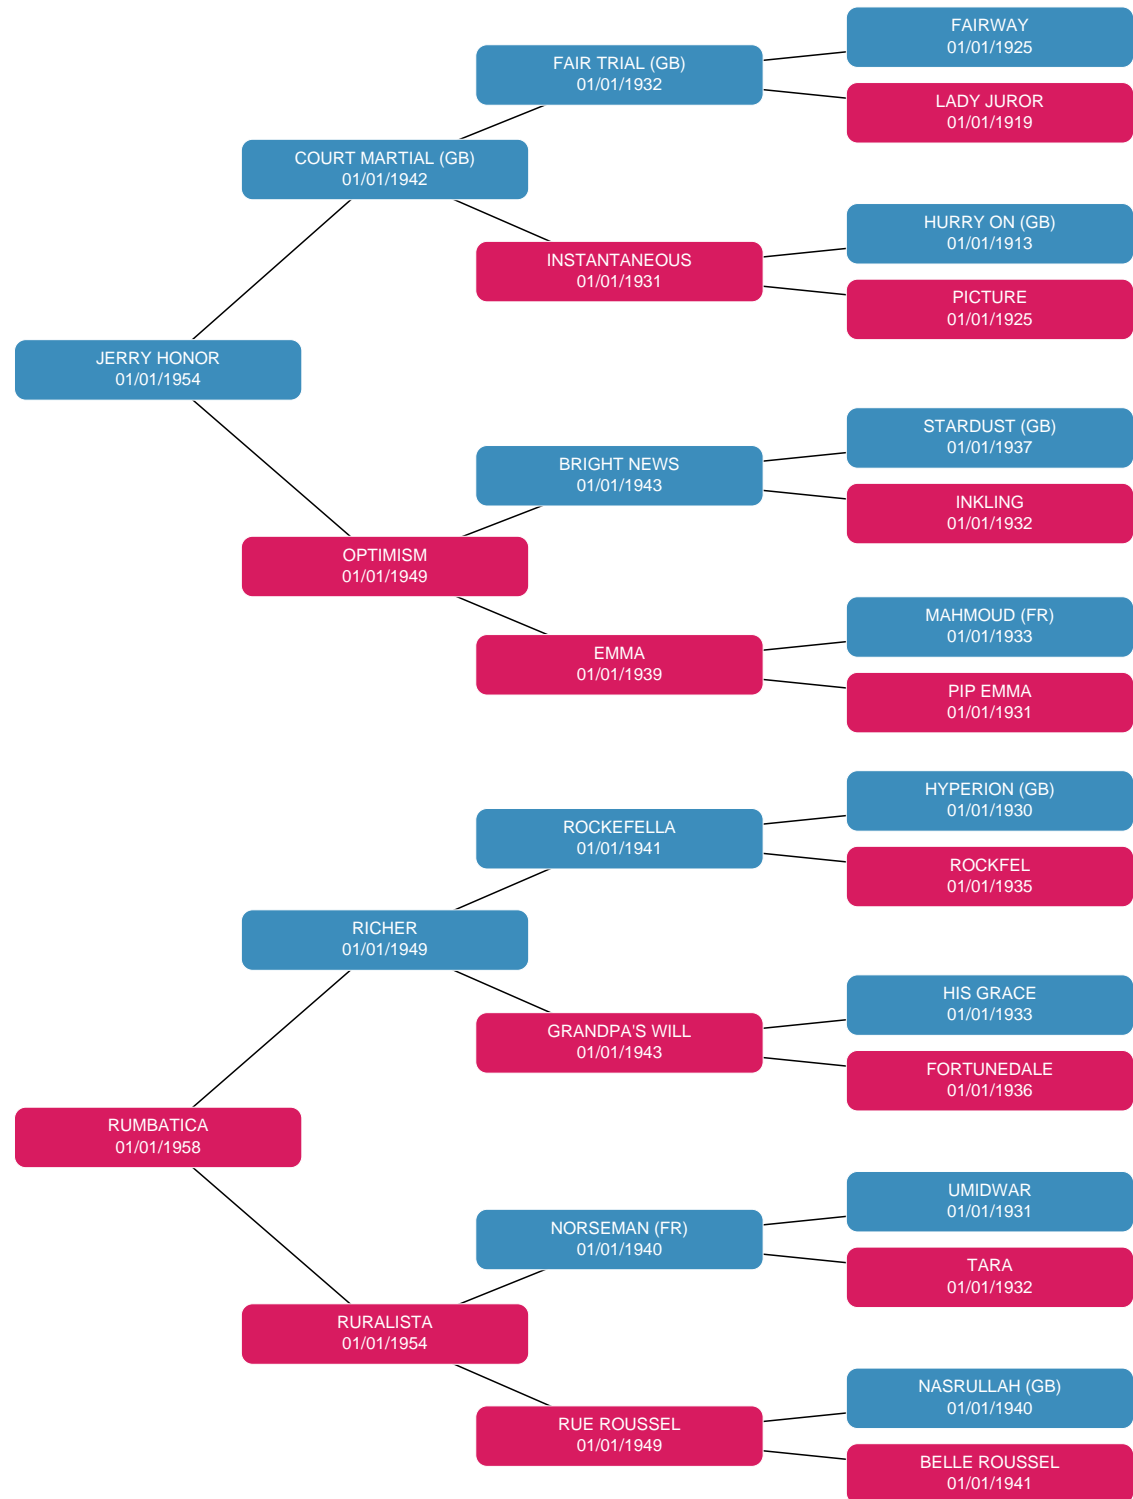 FAIRWAY
01/01/1925
FAIR TRIAL (GB)
01/01/1932
LADY JUROR
01/01/1919
COURT MARTIAL (GB)
01/01/1942
HURRY ON (GB)
01/01/1913
INSTANTANEOUS
01/01/1931
PICTURE
01/01/1925
JERRY HONOR
01/01/1954
STARDUST (GB)
01/01/1937
BRIGHT NEWS
01/01/1943
INKLING
01/01/1932
OPTIMISM
01/01/1949
MAHMOUD (FR)
01/01/1933
EMMA
01/01/1939
PIP EMMA
01/01/1931
HYPERION (GB)
01/01/1930
ROCKEFELLA
01/01/1941
ROCKFEL
01/01/1935
RICHER
01/01/1949
HIS GRACE
01/01/1933
GRANDPA'S WILL
01/01/1943
FORTUNEDALE
01/01/1936
RUMBATICA
01/01/1958
UMIDWAR
01/01/1931
NORSEMAN (FR)
01/01/1940
TARA
01/01/1932
RURALISTA
01/01/1954
NASRULLAH (GB)
01/01/1940
RUE ROUSSEL
01/01/1949
BELLE ROUSSEL
01/01/1941